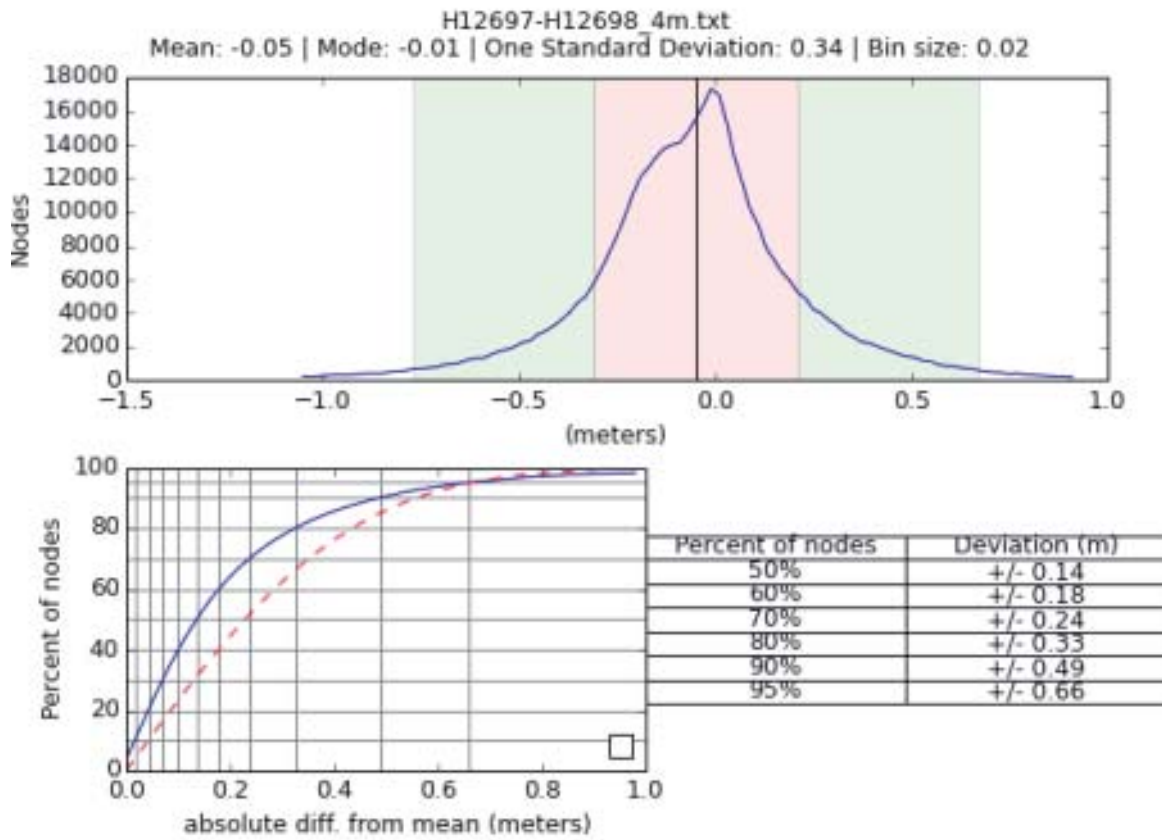 H12697-H12698_4m.txt
Mean: -0.05 | Mode: -0.01 | One Standard Deviation: 0.34 | Bin size: 0.02
18000
16000
14000
12000
10000
8000
6000
4000
2000
0
Nodes
−1.5 −1.0 −0.5 0.0 0.5 1.0
(meters)
100
80
60
40
20
0
Percent of nodes
0.0 0.2 0.4 0.6 0.8 1.0
absolute diff. from mean (meters)
Percent of nodes Deviation (m)
50% +/- 0.14
60% +/- 0.18
70% +/- 0.24
80% +/- 0.33
90% +/- 0.49
95% +/- 0.66